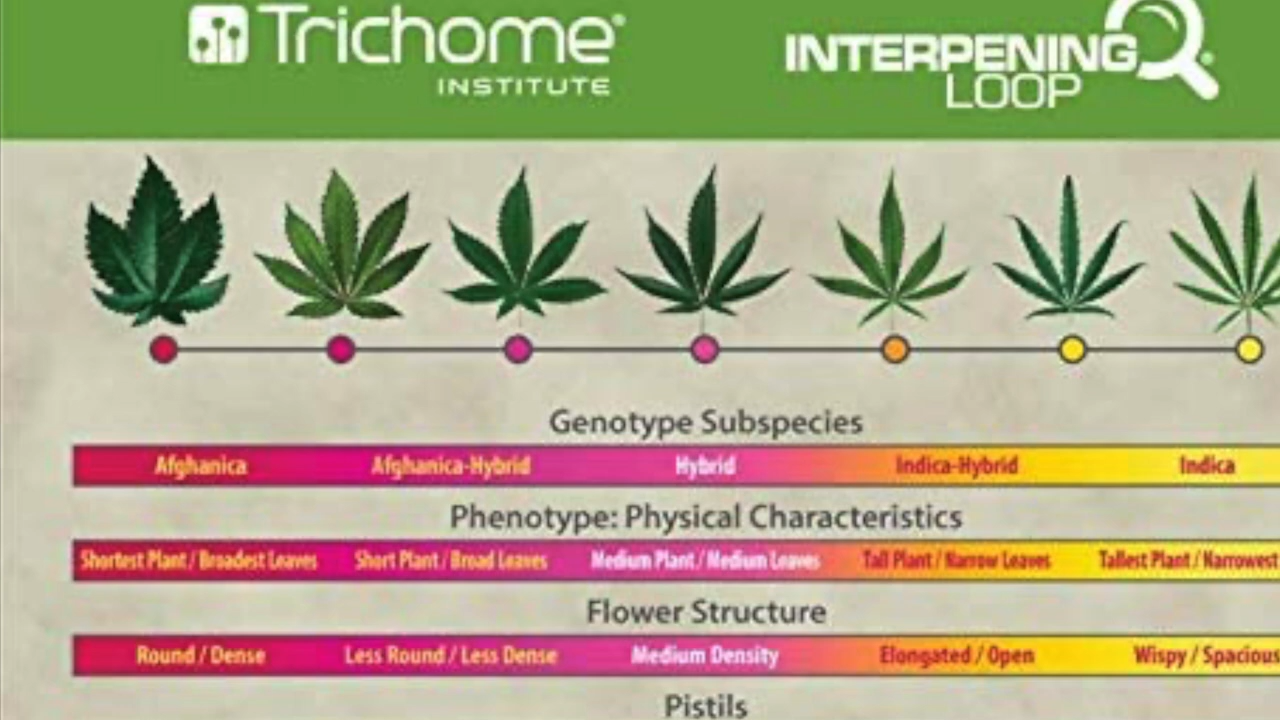 Trichome®
INSTITUTE
INTERPENING®
LOOP
Genotype Subspecies
Afghanica Afghanica-Hybrid Hybrid Indica-Hybrid Indica
Phenotype: Physical Characteristics
Shortest Plant / Broadest Leaves Short Plant / Broad Leaves Medium Plant / Medium Leaves Tall Plant / Narrow Leaves Tallest Plant / Narrowest
Flower Structure
Round / Dense Less Round / Less Dense Medium Density Elongated / Open Wispy / Spacious
Pistils